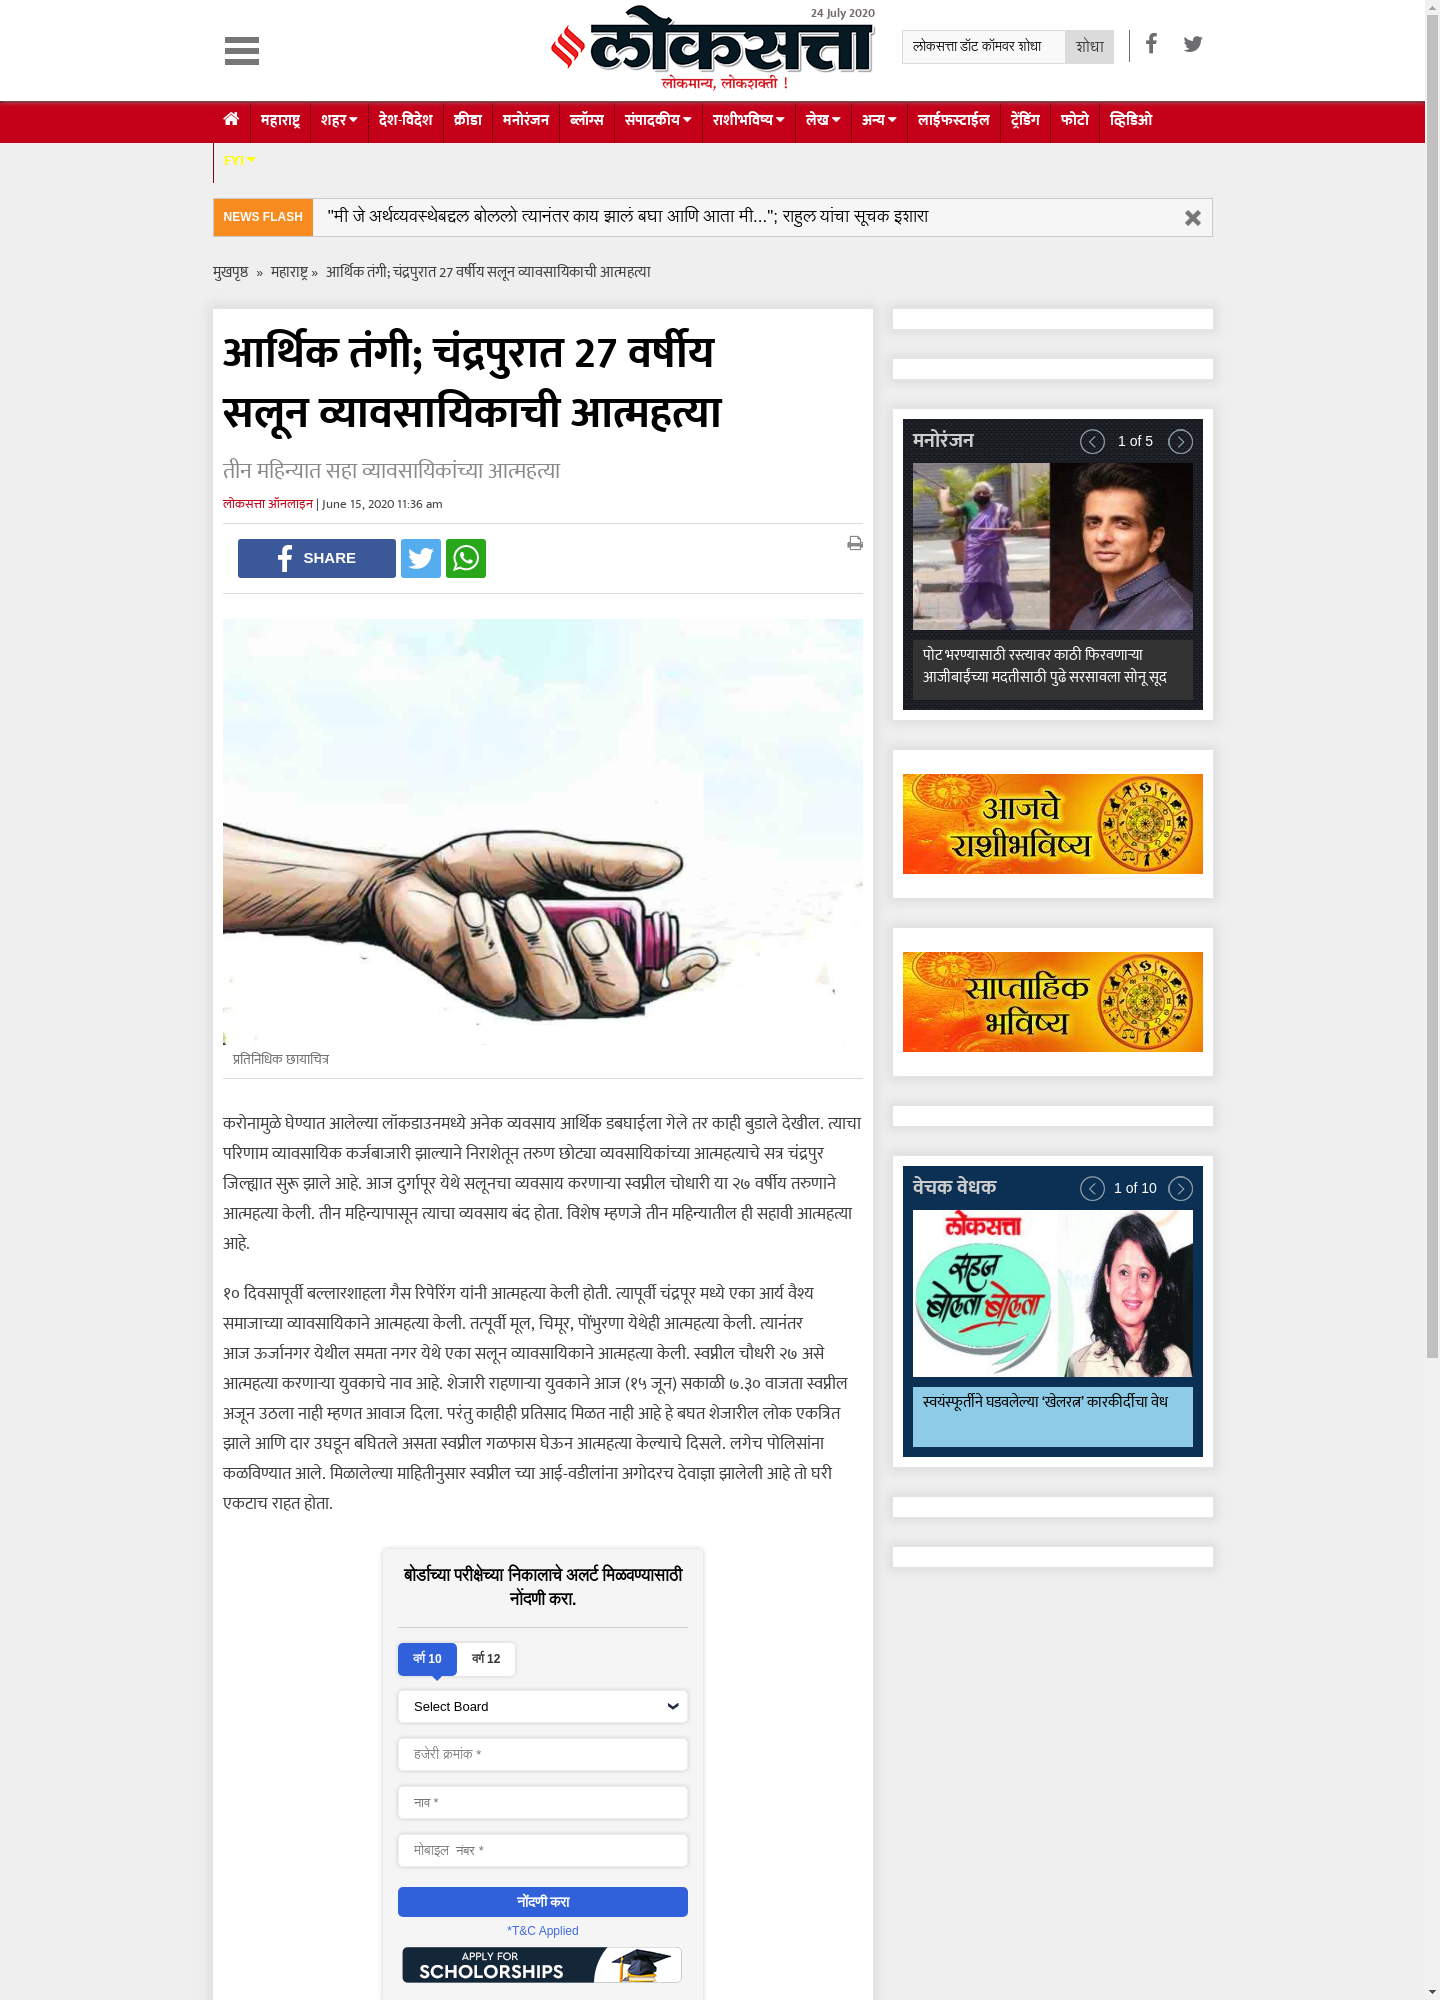 24 July 2020
लोकसत्ता
लोकमान्य, लोकशक्ती !
लोकसत्ता डॉट कॉमवर शोधा
शोधा
महाराष्ट्र
शहर
देश-विदेश
क्रीडा
मनोरंजन
ब्लॉग्स
संपादकीय
राशीभविष्य
लेख
अन्य
लाईफस्टाईल
ट्रेंडिंग
फोटो
व्हिडिओ
FYI
NEWS FLASH
"मी जे अर्थव्यवस्थेबद्दल बोललो त्यानंतर काय झालं बघा आणि आता मी..."; राहुल यांचा सूचक इशारा
मुखपृष्ठ » महाराष्ट्र » आर्थिक तंगी; चंद्रपुरात 27 वर्षीय सलून व्यावसायिकाची आत्महत्या
आर्थिक तंगी; चंद्रपुरात 27 वर्षीय
सलून व्यावसायिकाची आत्महत्या
तीन महिन्यात सहा व्यावसायिकांच्या आत्महत्या
लोकसत्ता ऑनलाइन | June 15, 2020 11:36 am
SHARE
प्रतिनिधिक छायाचित्र
करोनामुळे घेण्यात आलेल्या लॉकडाउनमध्ये अनेक व्यवसाय आर्थिक डबघाईला गेले तर काही बुडाले देखील. त्याचा
परिणाम व्यावसायिक कर्जबाजारी झाल्याने निराशेतून तरुण छोट्या व्यवसायिकांच्या आत्महत्याचे सत्र चंद्रपुर
जिल्ह्यात सुरू झाले आहे. आज दुर्गापूर येथे सलूनचा व्यवसाय करणाऱ्या स्वप्नील चोधारी या २७ वर्षीय तरुणाने
आत्महत्या केली. तीन महिन्यापासून त्याचा व्यवसाय बंद होता. विशेष म्हणजे तीन महिन्यातील ही सहावी आत्महत्या
आहे.
१० दिवसापूर्वी बल्लारशाहला गैस रिपेरिंग यांनी आत्महत्या केली होती. त्यापूर्वी चंद्रपूर मध्ये एका आर्य वैश्य
समाजाच्या व्यावसायिकाने आत्महत्या केली. तत्पूर्वी मूल, चिमूर, पोंभुरणा येथेही आत्महत्या केली. त्यानंतर
आज ऊर्जानगर येथील समता नगर येथे एका सलून व्यावसायिकाने आत्महत्या केली. स्वप्नील चौधरी २७ असे
आत्महत्या करणाऱ्या युवकाचे नाव आहे. शेजारी राहणाऱ्या युवकाने आज (१५ जून) सकाळी ७.३० वाजता स्वप्नील
अजून उठला नाही म्हणत आवाज दिला. परंतु काहीही प्रतिसाद मिळत नाही आहे हे बघत शेजारील लोक एकत्रित
झाले आणि दार उघडून बघितले असता स्वप्नील गळफास घेऊन आत्महत्या केल्याचे दिसले. लगेच पोलिसांना
कळविण्यात आले. मिळालेल्या माहितीनुसार स्वप्नील च्या आई-वडीलांना अगोदरच देवाज्ञा झालेली आहे तो घरी
एकटाच राहत होता.
बोर्डाच्या परीक्षेच्या निकालाचे अलर्ट मिळवण्यासाठी
नोंदणी करा.
वर्ग 10
वर्ग 12
Select Board
हजेरी क्रमांक *
नाव *
मोबाइल नंबर *
नोंदणी करा
*T&C Applied
APPLY FOR
SCHOLORSHIPS
मनोरंजन
1 of 5
पोट भरण्यासाठी रस्त्यावर काठी फिरवणाऱ्या
आजीबाईंच्या मदतीसाठी पुढे सरसावला सोनू सूद
आजचे
राशीभविष्य
साप्ताहिक
भविष्य
वेचक वेधक
1 of 10
लोकसत्ता
सहज
बोलता बोलता
स्वयंस्फूर्तीने घडवलेल्या ‘खेलरत्न’ कारकीर्दीचा वेध